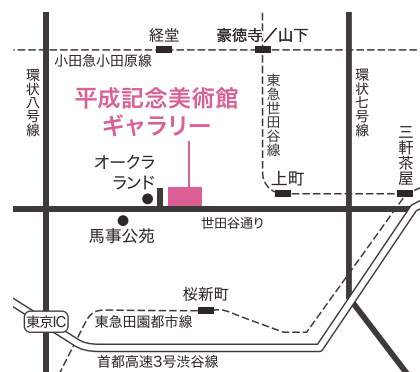 経堂
豪徳寺／山下
小田急小田原線
環状八号線
平成記念美術館
ギャラリー
東急世田谷線
環状七号線
三軒茶屋
オークラ
ランド
上町
世田谷通り
馬事公苑
桜新町
東京IC
東急田園都市線
首都高速3号渋谷線